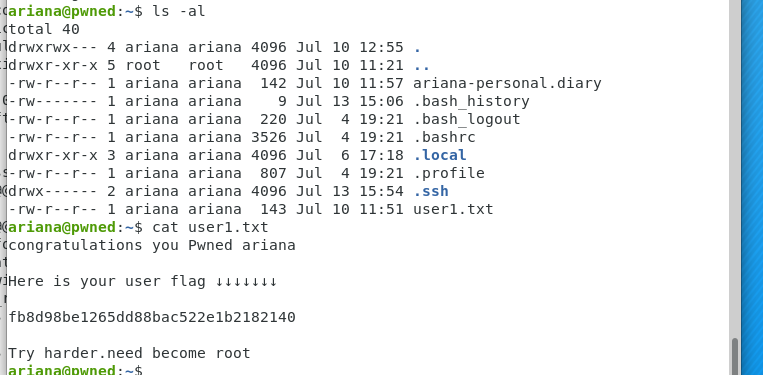 ariana@pwned:~$ ls -al
total 40
drwxrwx--- 4 ariana ariana 4096 Jul 10 12:55 .
drwxr-xr-x 5 root   root   4096 Jul 10 11:21 ..
-rw-r--r-- 1 ariana ariana  142 Jul 10 11:57 ariana-personal.diary
-rw------- 1 ariana ariana    9 Jul 13 15:06 .bash_history
-rw-r--r-- 1 ariana ariana  220 Jul  4 19:21 .bash_logout
-rw-r--r-- 1 ariana ariana 3526 Jul  4 19:21 .bashrc
drwxr-xr-x 3 ariana ariana 4096 Jul  6 17:18 .local
-rw-r--r-- 1 ariana ariana  807 Jul  4 19:21 .profile
drwx------ 2 ariana ariana 4096 Jul 13 15:54 .ssh
-rw-r--r-- 1 ariana ariana  143 Jul 10 11:51 user1.txt
ariana@pwned:~$ cat user1.txt
congratulations you Pwned ariana
Here is your user flag ↓↓↓↓↓↓↓
fb8d98be1265dd88bac522e1b2182140
Try harder.need become root
ariana@pwned:~$